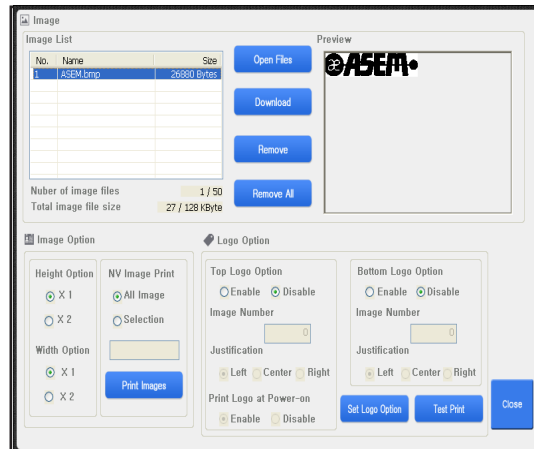 Image
Image List
No. Name Size
1 ASEM.bmp 26880 Bytes
Nuber of image files 1 / 50
Total image file size 27 / 128 KByte
Open Files
Download
Remove
Remove All
Preview
æ ASEM
Image Option
Height Option
X 1
X 2
Width Option
X 1
X 2
NV Image Print
All Image
Selection
Print Images
Logo Option
Top Logo Option
Enable Disable
Image Number
0
Justification
Left Center Right
Print Logo at Power-on
Enable Disable
Bottom Logo Option
Enable Disable
Image Number
0
Justification
Left Center Right
Set Logo Option
Test Print
Close